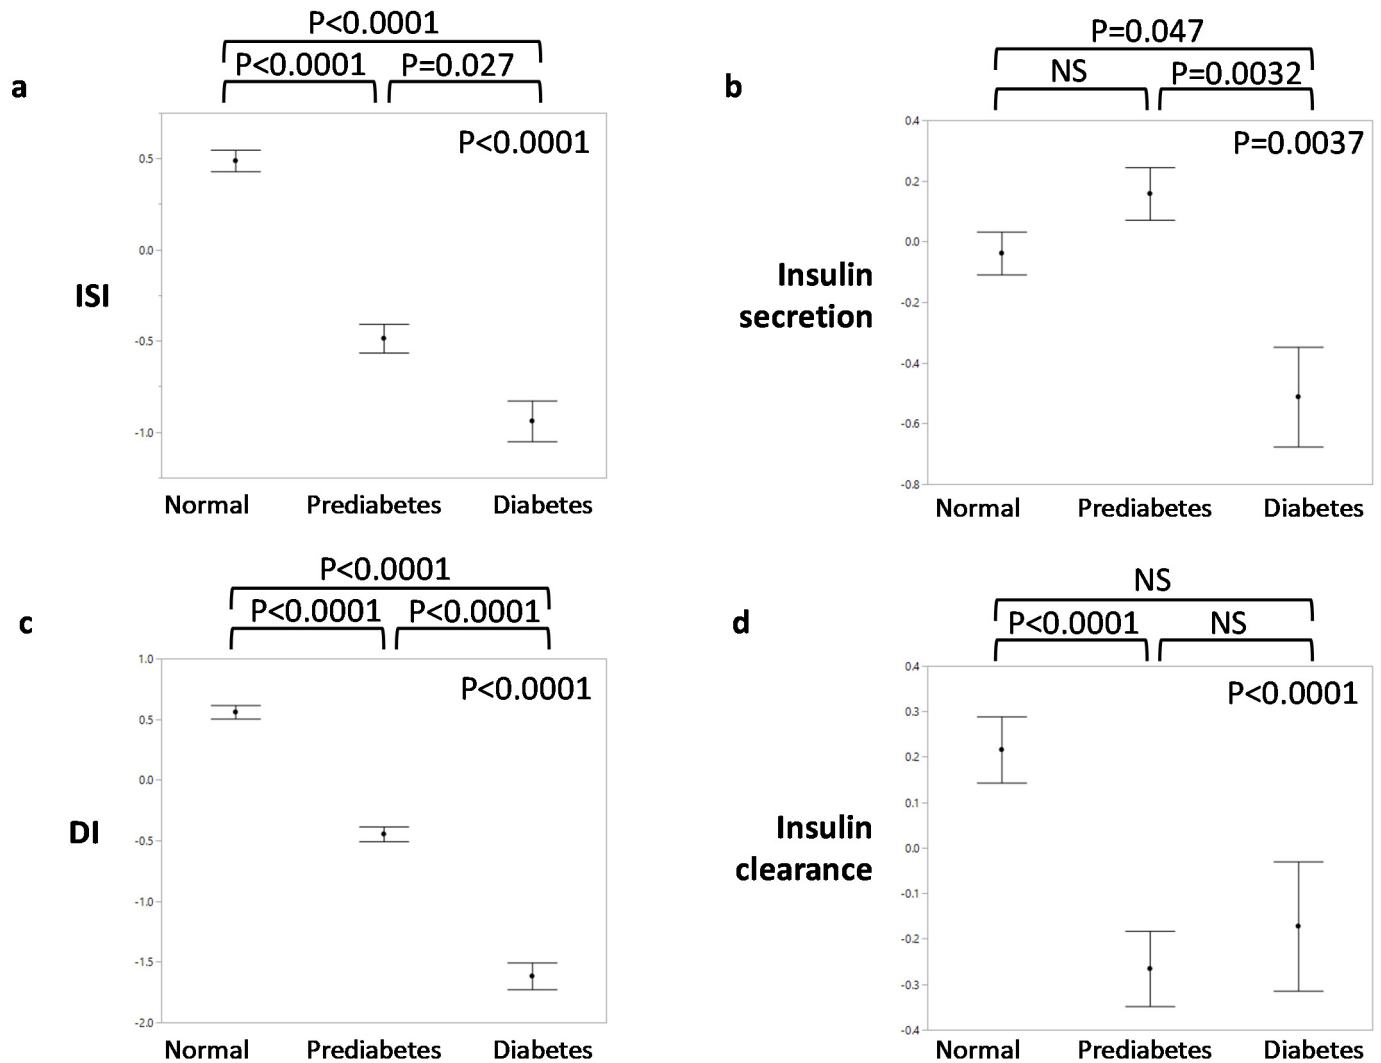 P<0.0001
P<0.0001 P=0.027
a
P<0.0001
0.5
0.0
ISI
-0.5
-1.0
Normal Prediabetes Diabetes
P=0.047
NS P=0.0032
b
0.4
P=0.0037
0.2
0.0
Insulin
secretion
-0.2
-0.4
-0.6
-0.8
Normal Prediabetes Diabetes
P<0.0001
P<0.0001 P<0.0001
c
1.0
P<0.0001
0.5
0.0
DI
-0.5
-1.0
-1.5
-2.0
Normal Prediabetes Diabetes
NS
P<0.0001 NS
d
0.4
P<0.0001
0.3
0.2
0.1
Insulin
clearance
0.0
-0.1
-0.2
-0.3
-0.4
Normal Prediabetes Diabetes